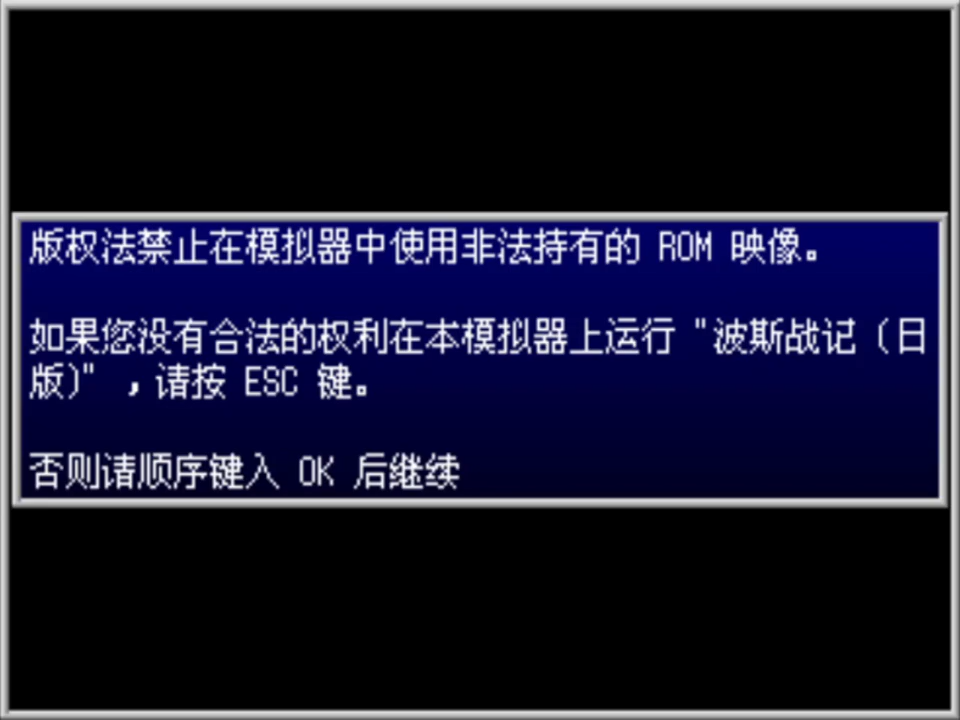 版权法禁止在模拟器中使用非法持有的 ROM 映像。
如果您没有合法的权利在本模拟器上运行 "波斯战记（日
版)" ，请按 ESC 键。
否则请顺序键入 OK 后继续